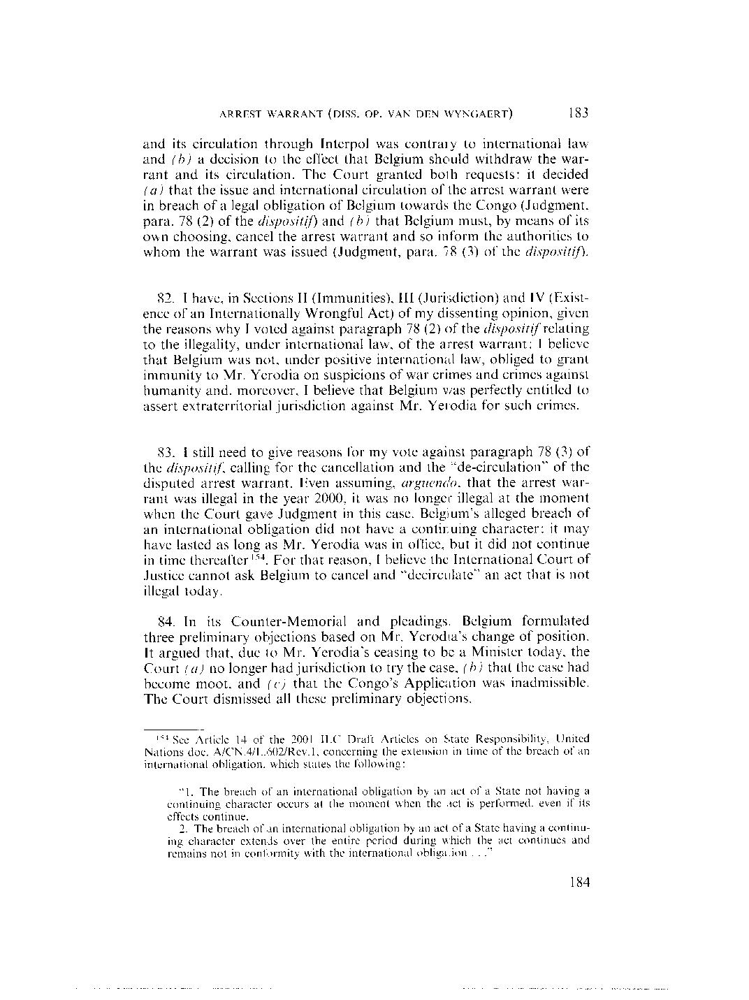 ARREST WARRANT (DISS. OP. VAN DEN WYNGAERT) 183
and its circulation through Interpol was contrary to international law
and (b) a decision to the effect that Belgium should withdraw the war-
rant and its circulation. The Court granted both requests: it decided
(a) that the issue and international circulation of the arrest warrant were
in breach of a legal obligation of Belgium towards the Congo (Judgment,
para. 78 (2) of the dispositif) and (b) that Belgium must, by means of its
own choosing, cancel the arrest warrant and so inform the authorities to
whom the warrant was issued (Judgment, para. 78 (3) of the dispositif).
82. I have, in Sections II (Immunities), III (Jurisdiction) and IV (Exist-
ence of an Internationally Wrongful Act) of my dissenting opinion, given
the reasons why I voted against paragraph 78 (2) of the dispositif relating
to the illegality, under international law, of the arrest warrant: I believe
that Belgium was not, under positive international law, obliged to grant
immunity to Mr. Yerodia on suspicions of war crimes and crimes against
humanity and, moreover, I believe that Belgium was perfectly entitled to
assert extraterritorial jurisdiction against Mr. Yerodia for such crimes.
83. I still need to give reasons for my vote against paragraph 78 (3) of
the dispositif, calling for the cancellation and the "de-circulation" of the
disputed arrest warrant. Even assuming, arguendo, that the arrest war-
rant was illegal in the year 2000, it was no longer illegal at the moment
when the Court gave Judgment in this case. Belgium's alleged breach of
an international obligation did not have a continuing character: it may
have lasted as long as Mr. Yerodia was in office, but it did not continue
in time thereafter 154. For that reason, I believe the International Court of
Justice cannot ask Belgium to cancel and "decirculate" an act that is not
illegal today.
84. In its Counter-Memorial and pleadings, Belgium formulated
three preliminary objections based on Mr. Yerodia's change of position.
It argued that, due to Mr. Yerodia's ceasing to be a Minister today, the
Court (a) no longer had jurisdiction to try the case, (b) that the case had
become moot, and (c) that the Congo's Application was inadmissible.
The Court dismissed all these preliminary objections.
154 See Article 14 of the 2001 ILC Draft Articles on State Responsibility, United
Nations doc. A/CN.4/L.602/Rev.1, concerning the extension in time of the breach of an
international obligation, which states the following:
"1. The breach of an international obligation by an act of a State not having a
continuing character occurs at the moment when the act is performed, even if its
effects continue.
2. The breach of an international obligation by an act of a State having a continu-
ing character extends over the entire period during which the act continues and
remains not in conformity with the international obligation . . ."
184